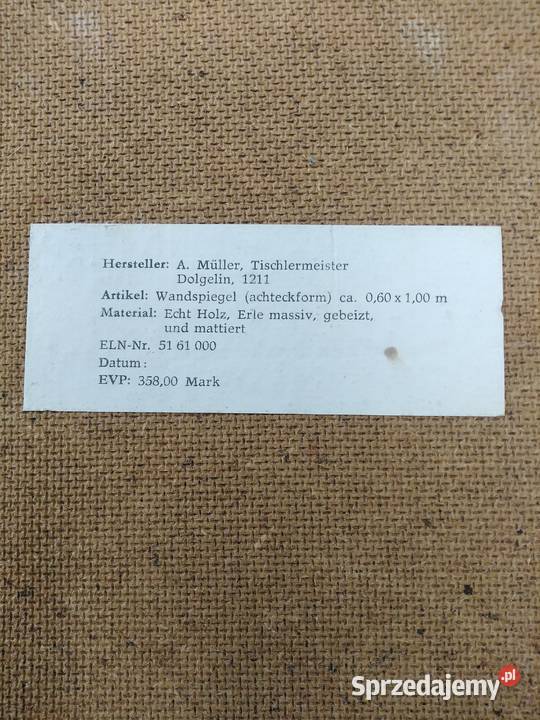 Hersteller: A. Müller, Tischlermeister
Dolgelin, 1211
Artikel: Wandspiegel (achteckform) ca. 0,60 x 1,00 m
Material: Echt Holz, Erle massiv, gebeizt,
und mattiert
ELN-Nr. 51 61 000
Datum:
EVP: 358,00 Mark
Sprzedajemy.pl